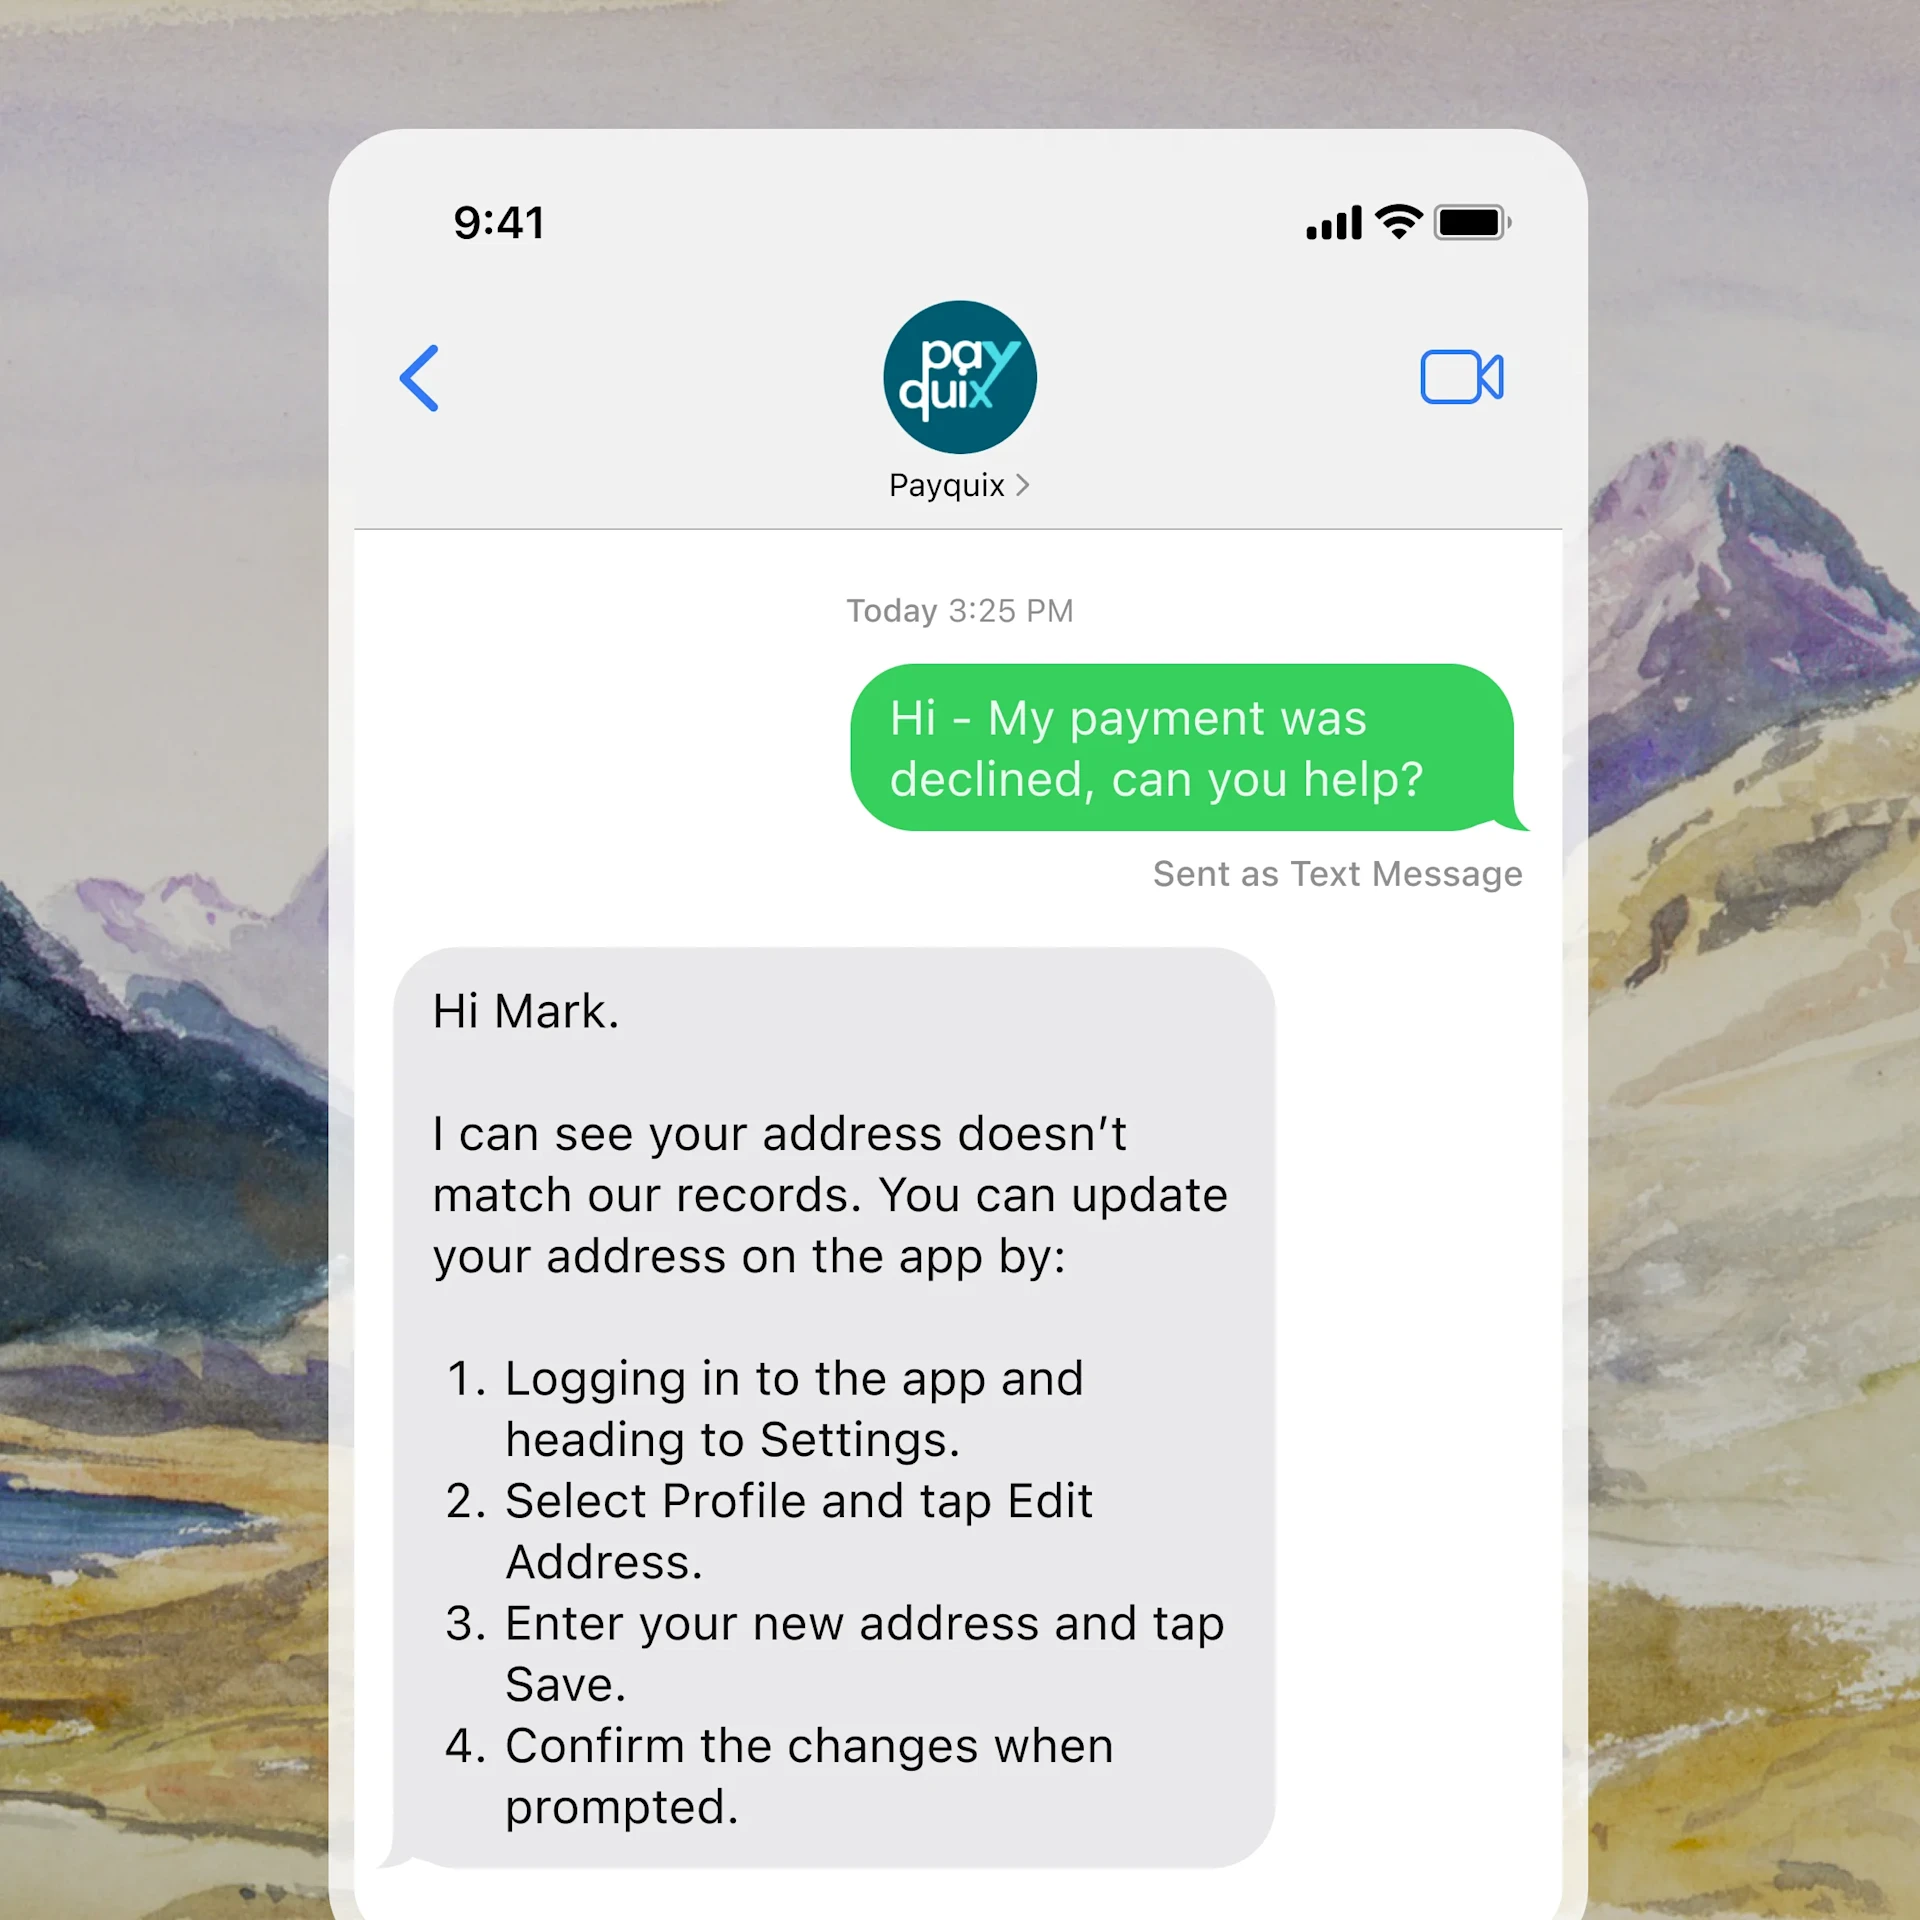 9:41
pay
quix
Payquix
Today 3:25 PM
Hi - My payment was
declined, can you help?
Sent as Text Message
Hi Mark.
I can see your address doesn’t
match our records. You can update
your address on the app by:
1. Logging in to the app and
heading to Settings.
2. Select Profile and tap Edit
Address.
3. Enter your new address and tap
Save.
4. Confirm the changes when
prompted.